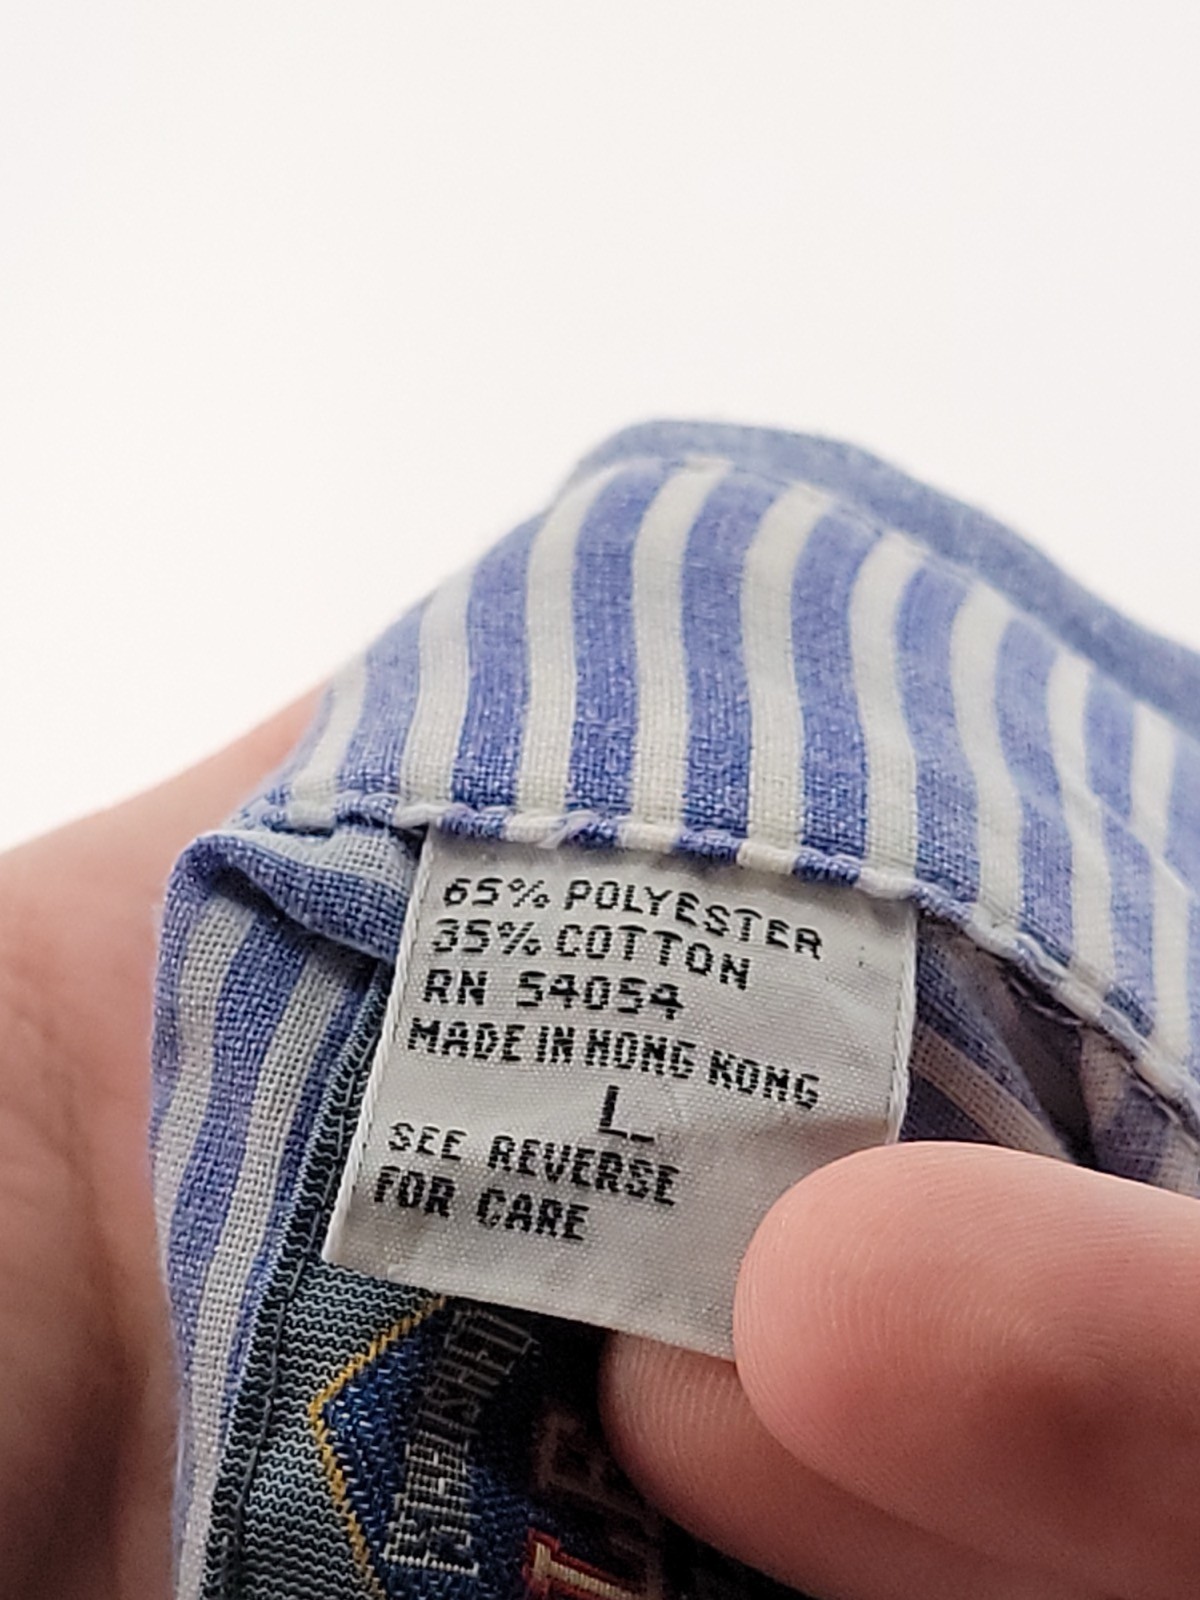 65% POLYESTER
35% COTTON
RN 54054
MADE IN HONG KONG
L
SEE REVERSE
FOR CARE